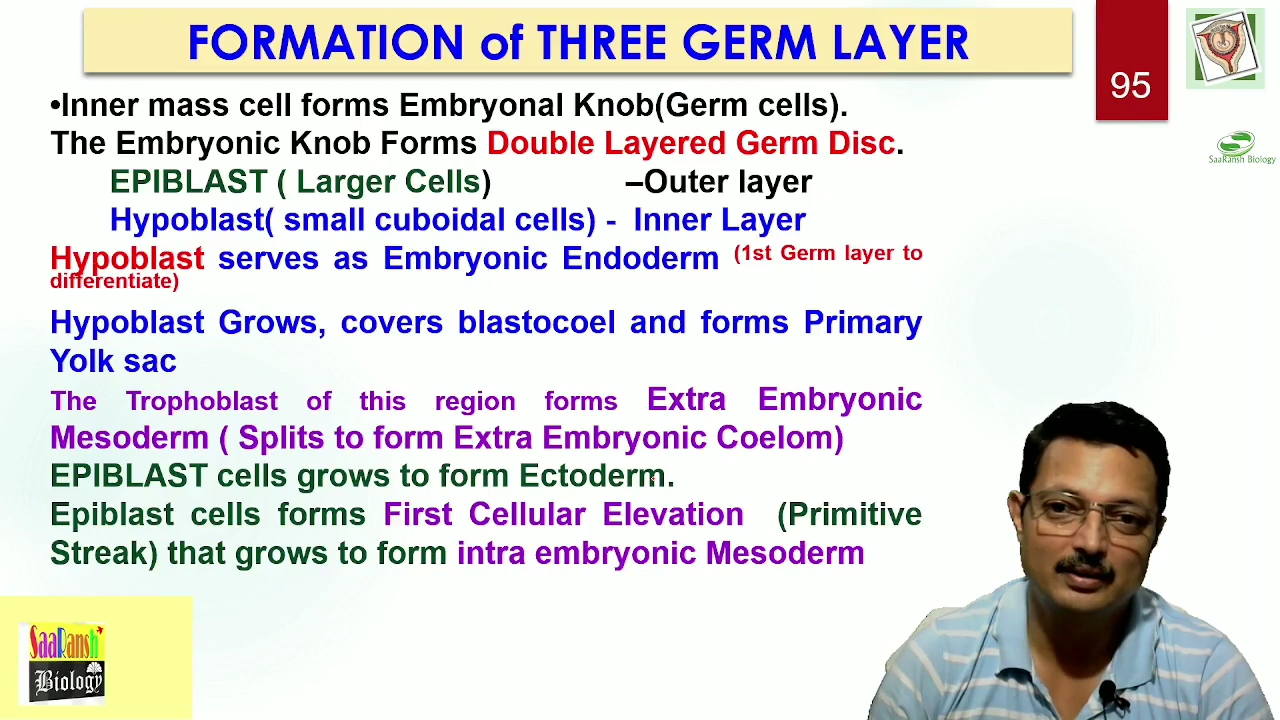 FORMATION of THREE GERM LAYER
95
SaaRansh Biology
•Inner mass cell forms Embryonal Knob(Germ cells).
The Embryonic Knob Forms Double Layered Germ Disc.
EPIBLAST ( Larger Cells) –Outer layer
Hypoblast( small cuboidal cells) - Inner Layer
Hypoblast serves as Embryonic Endoderm (1st Germ layer to
differentiate)
Hypoblast Grows, covers blastocoel and forms Primary
Yolk sac
The Trophoblast of this region forms Extra Embryonic
Mesoderm ( Splits to form Extra Embryonic Coelom)
EPIBLAST cells grows to form Ectoderm.
Epiblast cells forms First Cellular Elevation (Primitive
Streak) that grows to form intra embryonic Mesoderm
SaaRansh
Biology